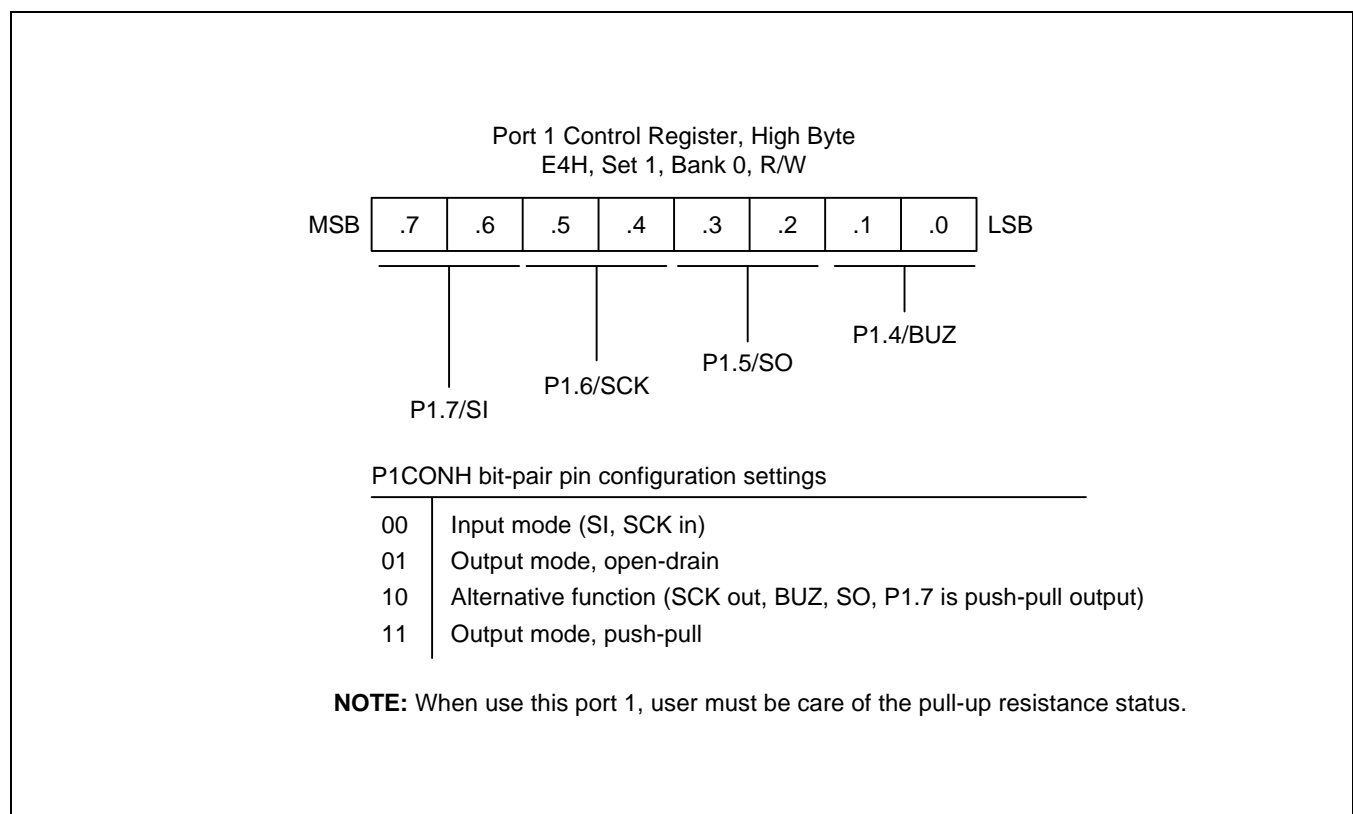 Port 1 Control Register, High Byte
E4H, Set 1, Bank 0, R/W
MSB .7 .6 .5 .4 .3 .2 .1 .0 LSB
P1.4/BUZ
P1.5/SO
P1.6/SCK
P1.7/SI
P1CONH bit-pair pin configuration settings
00 Input mode (SI, SCK in)
01 Output mode, open-drain
10 Alternative function (SCK out, BUZ, SO, P1.7 is push-pull output)
11 Output mode, push-pull
NOTE: When use this port 1, user must be care of the pull-up resistance status.